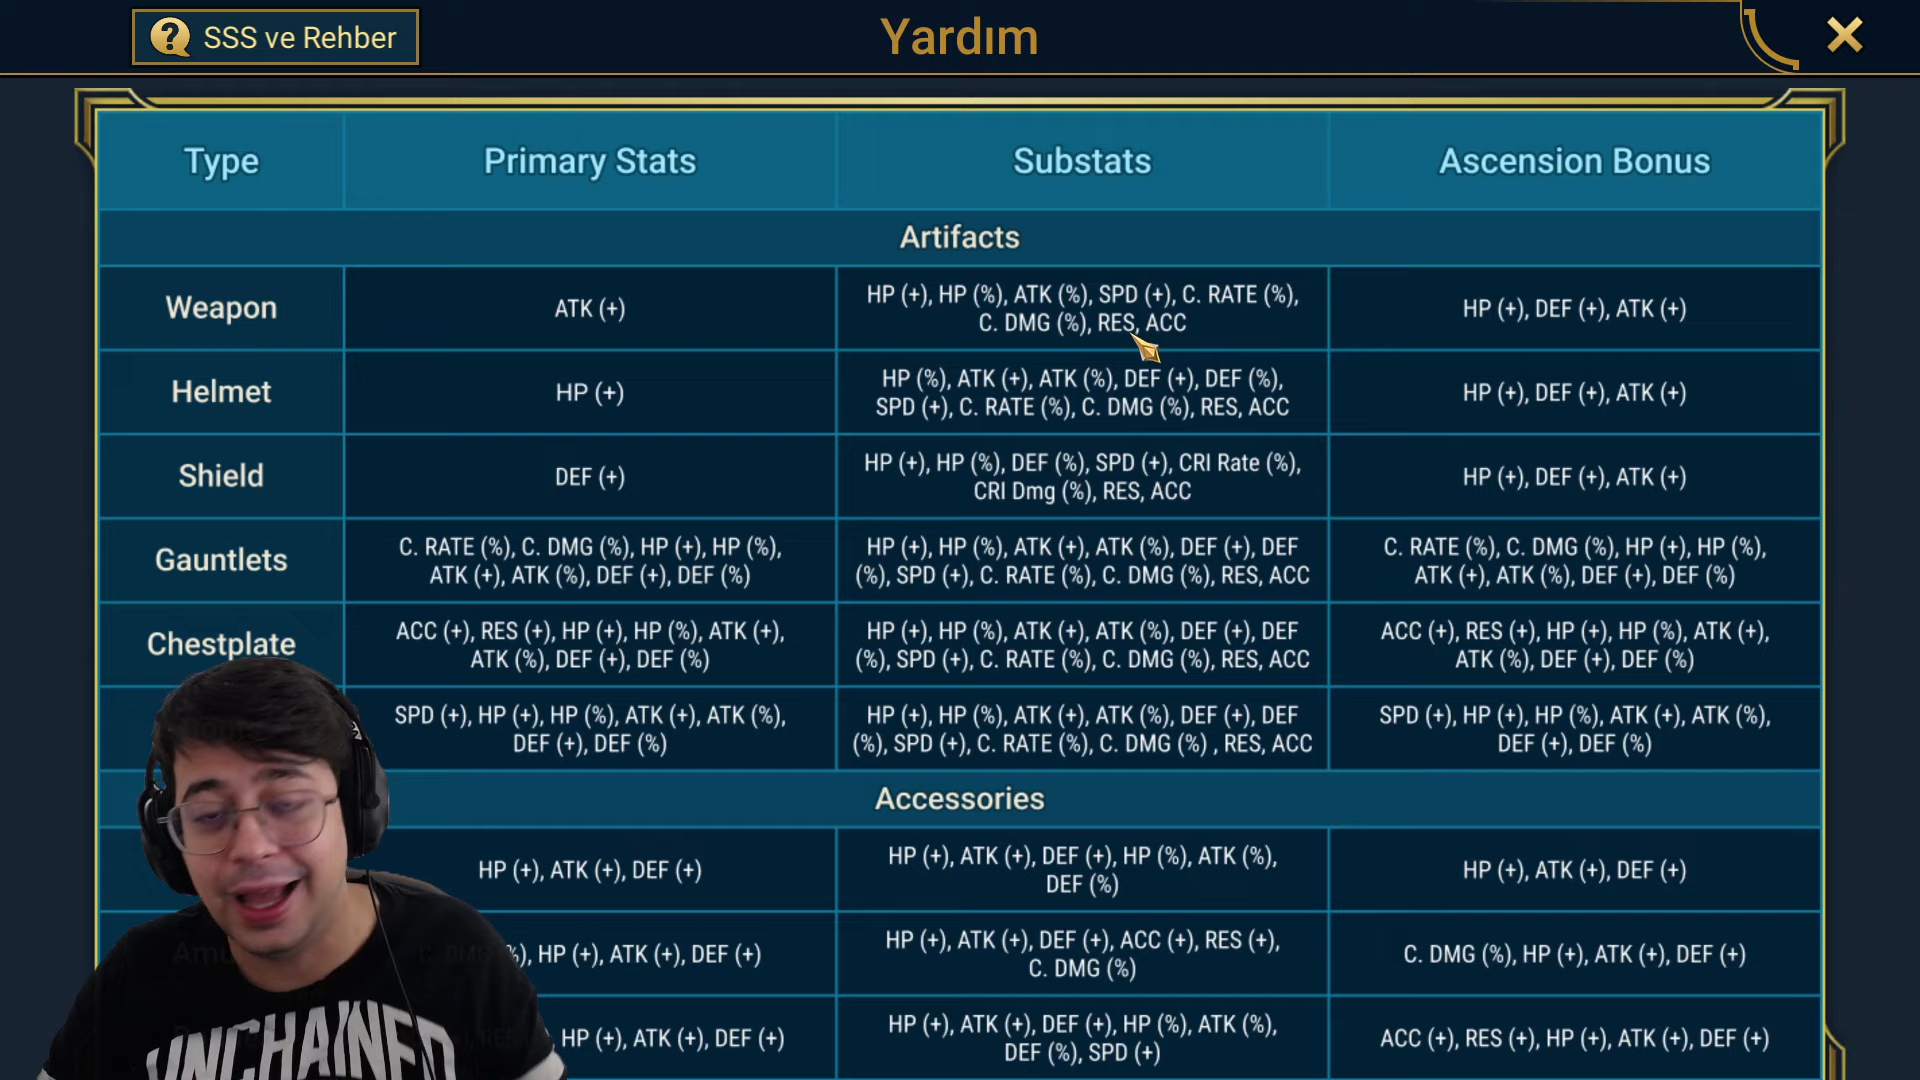 SSS ve Rehber
Yardım
Type
Primary Stats
Substats
Ascension Bonus
Artifacts
Weapon
ATK (+)
HP (+), HP (%), ATK (%), SPD (+), C. RATE (%),
C. DMG (%), RES, ACC
HP (+), DEF (+), ATK (+)
Helmet
HP (+)
HP (%), ATK (+), ATK (%), DEF (+), DEF (%),
SPD (+), C. RATE (%), C. DMG (%), RES, ACC
HP (+), DEF (+), ATK (+)
Shield
DEF (+)
HP (+), HP (%), DEF (%), SPD (+), CRI Rate (%),
CRI Dmg (%), RES, ACC
HP (+), DEF (+), ATK (+)
Gauntlets
C. RATE (%), C. DMG (%), HP (+), HP (%),
ATK (+), ATK (%), DEF (+), DEF (%)
HP (+), HP (%), ATK (+), ATK (%), DEF (+), DEF
(%), SPD (+), C. RATE (%), C. DMG (%), RES, ACC
C. RATE (%), C. DMG (%), HP (+), HP (%),
ATK (+), ATK (%), DEF (+), DEF (%)
Chestplate
ACC (+), RES (+), HP (+), HP (%), ATK (+),
ATK (%), DEF (+), DEF (%)
HP (+), HP (%), ATK (+), ATK (%), DEF (+), DEF
(%), SPD (+), C. RATE (%), C. DMG (%), RES, ACC
ACC (+), RES (+), HP (+), HP (%), ATK (+),
ATK (%), DEF (+), DEF (%)
SPD (+), HP (+), HP (%), ATK (+), ATK (%),
DEF (+), DEF (%)
HP (+), HP (%), ATK (+), ATK (%), DEF (+), DEF
(%), SPD (+), C. RATE (%), C. DMG (%) , RES, ACC
SPD (+), HP (+), HP (%), ATK (+), ATK (%),
DEF (+), DEF (%)
Accessories
HP (+), ATK (+), DEF (+)
HP (+), ATK (+), DEF (+), HP (%), ATK (%),
DEF (%)
HP (+), ATK (+), DEF (+)
C. DMG (%), HP (+), ATK (+), DEF (+)
HP (+), ATK (+), DEF (+), ACC (+), RES (+),
C. DMG (%)
C. DMG (%), HP (+), ATK (+), DEF (+)
HP (+), ATK (+), DEF (+)
HP (+), ATK (+), DEF (+), HP (%), ATK (%),
DEF (%), SPD (+)
ACC (+), RES (+), HP (+), ATK (+), DEF (+)
UNCHAINED